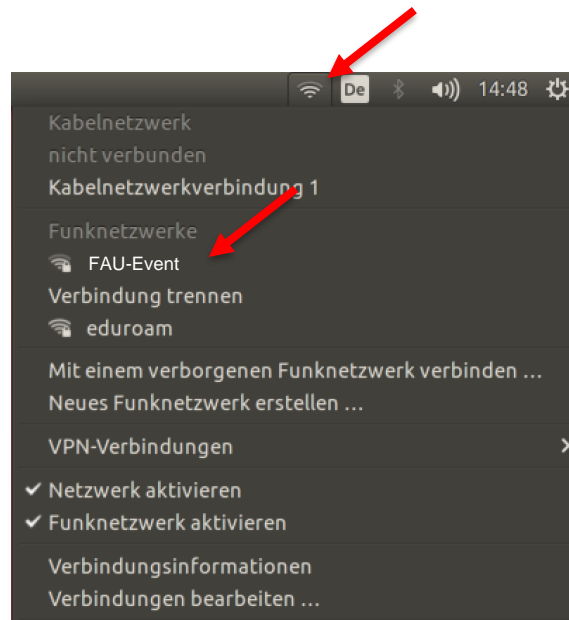 De 14:48
Kabelnetzwerk
nicht verbunden
Kabelnetzwerkverbindung 1
Funknetzwerke
FAU-Event
Verbindung trennen
eduroam
Mit einem verborgenen Funknetzwerk verbinden ...
Neues Funknetzwerk erstellen ...
VPN-Verbindungen
Netzwerk aktivieren
Funknetzwerk aktivieren
Verbindungsinformationen
Verbindungen bearbeiten ...